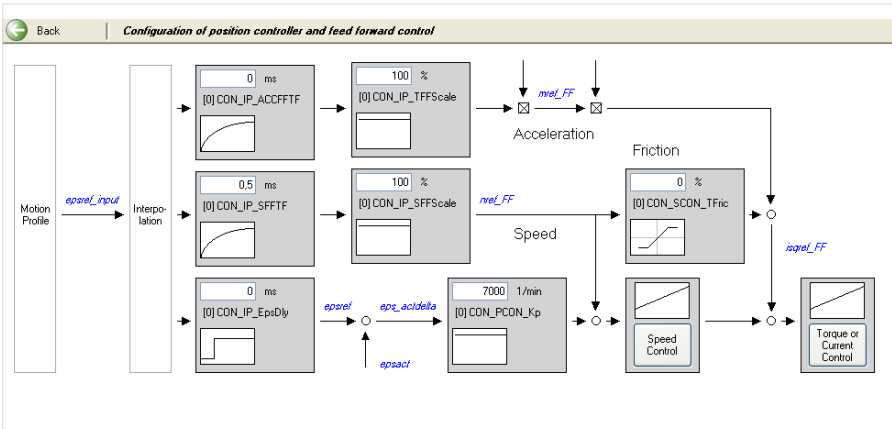 Back
Configuration of position controller and feed forward control
0 ms
[0] CON_IP_ACCFFTF
100 %
[0] CON_IP_TFFScale
mref_FF
Acceleration
Friction
Motion
Profile
epsref_input
Interpo-
lation
0,5 ms
[0] CON_IP_SFFTF
100 %
[0] CON_IP_SFFScale
nref_FF
Speed
0 %
[0] CON_SCON_TFric
isqref_FF
0 ms
[0] CON_IP_EpsDly
epsref
eps_actdelta
epsact
7000 1/min
[0] CON_PCON_Kp
Speed
Control
Torque or
Current
Control